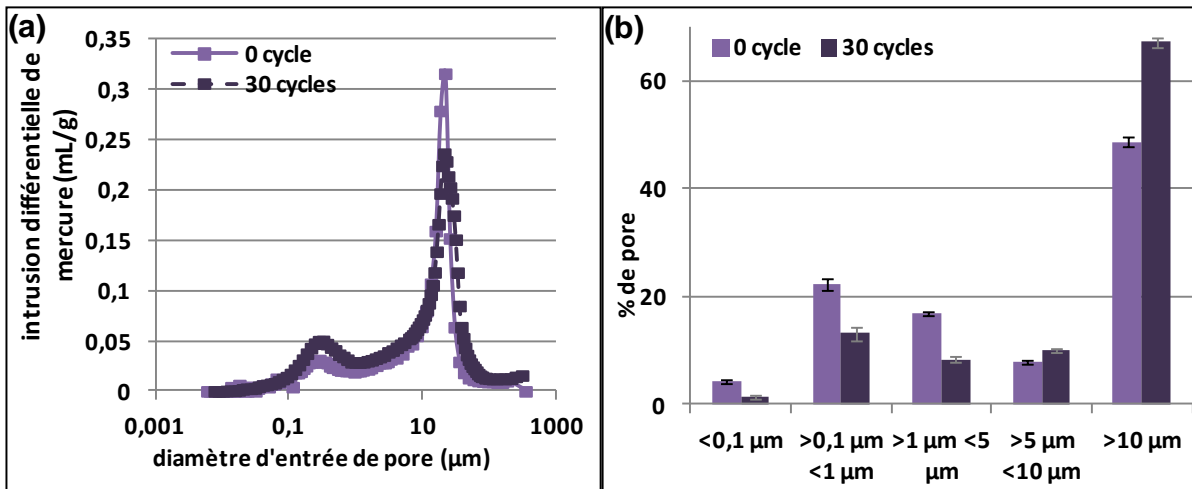 (a)
0,35
0,3
0,25
0,2
0,15
0,1
0,05
0
0 cycle
30 cycles
intrusion différentielle de
mercure (mL/g)
0,001
0,1
10
1000
diamètre d'entrée de pore (µm)
(b)
60
40
20
0
0 cycle
30 cycles
% de pore
<0,1 µm
>0,1 µm
<1 µm
>1 µm <5
µm
>5 µm
<10 µm
>10 µm